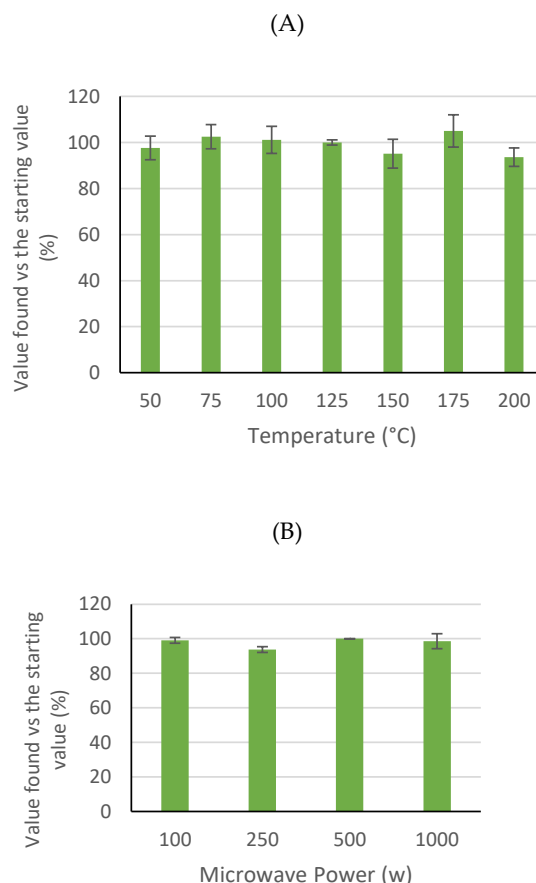 (A)
Value found vs the starting value
(%)
120
100
80
60
40
20
0
50 75 100 125 150 175 200
Temperature (°C)
(B)
Value found vs the starting
value (%)
120
100
80
60
40
20
0
100 250 500 1000
Microwave Power (w)